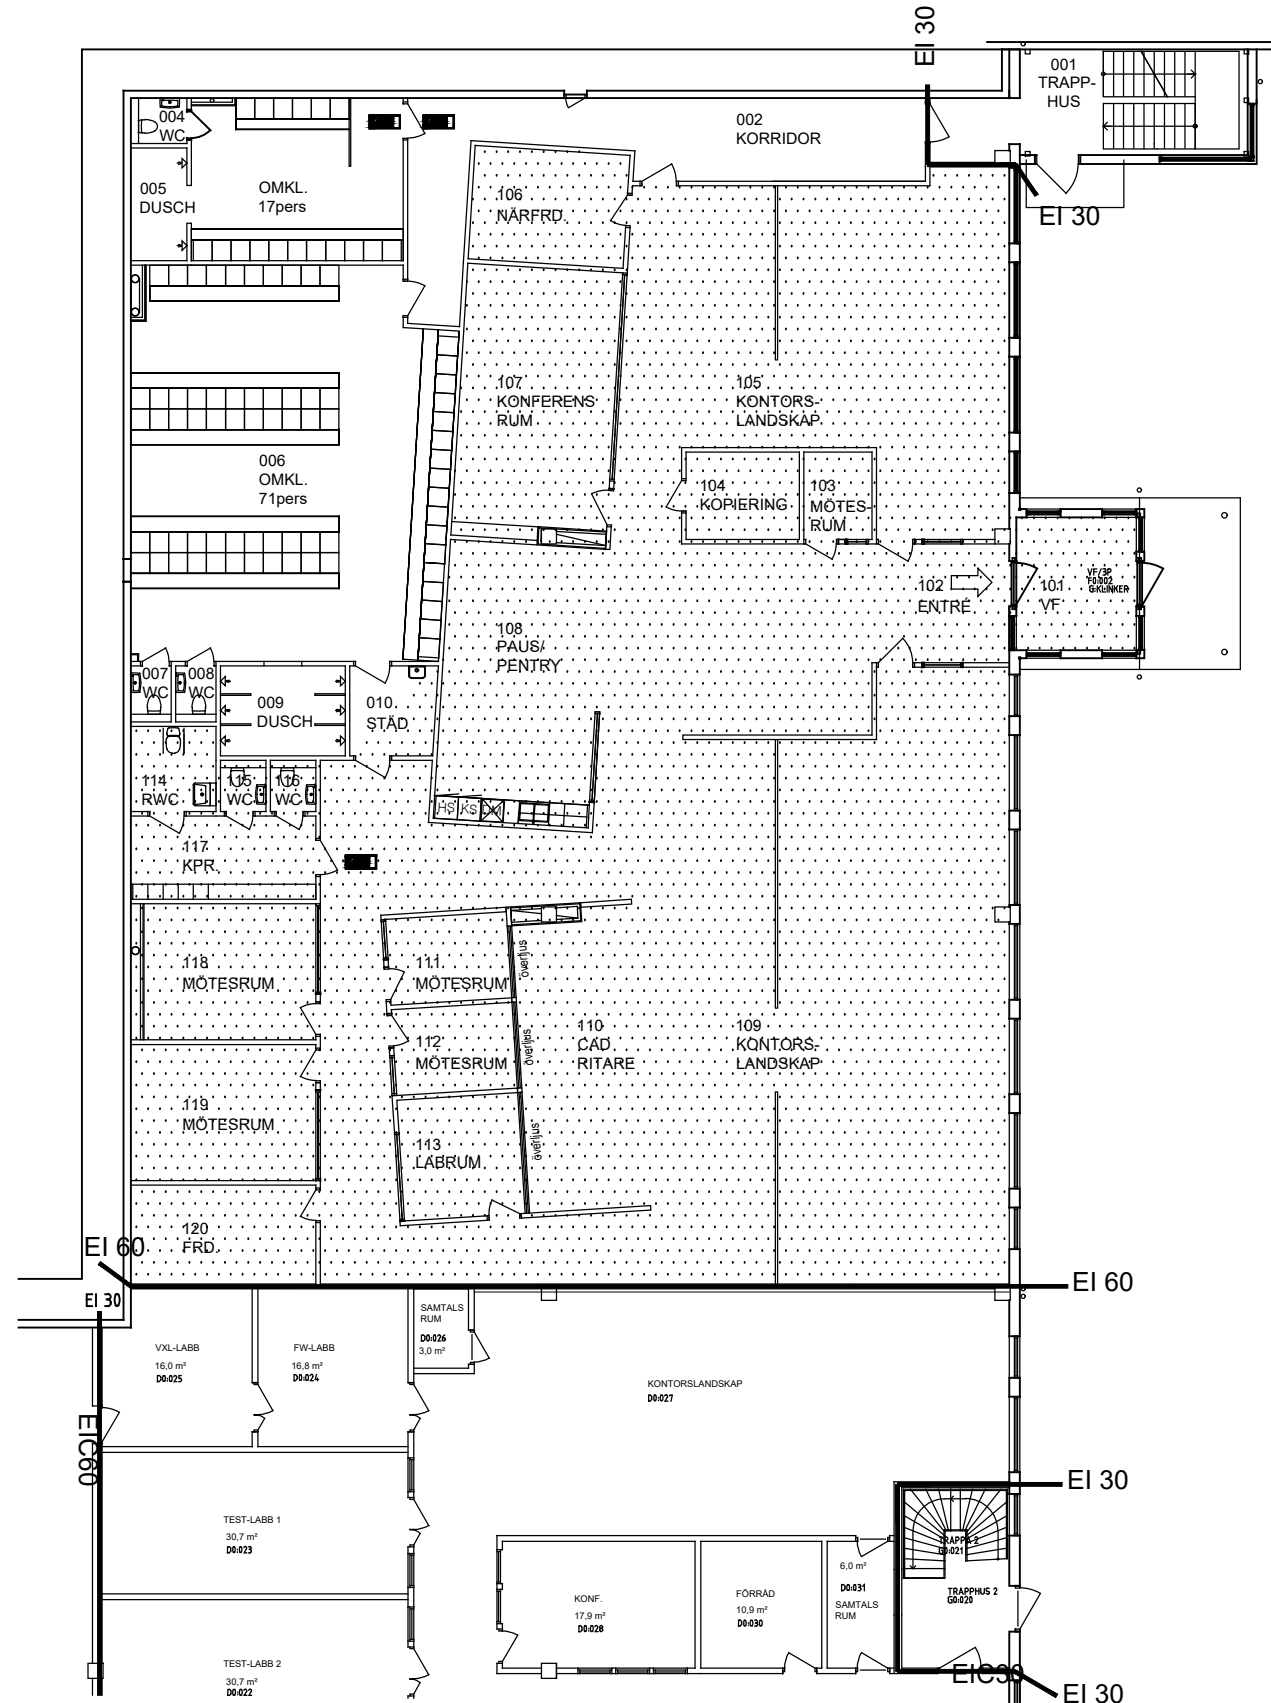 EI 30
001
TRAPP-
HUS
004
WC
002
KORRIDOR
005
DUSCH
OMKL.
17pers
106
NÄRFRD.
EI 30
107
KONFERENS
RUM
105
KONTORS-
LANDSKAP
006
OMKL.
71pers
104
KOPIERING
103
MÖTES-
RUM
102
ENTRÉ
101
VF
VF/3P
F0:002
G:KLINKER
108
PAUS/
PENTRY
007
WC
008
WC
009
DUSCH
010
STÄD
114
RWC
115
WC
116
WC
HS KS DM
117
KPR.
118
MÖTESRUM
111
MÖTESRUM
överljus
112
MÖTESRUM
överljus
110
CAD
RITARE
109
KONTORS-
LANDSKAP
119
MÖTESRUM
113
LABRUM
överljus
120
FRD.
EI 60
EI 60
EI 30
VXL-LABB
16,0 m²
D0:025
FW-LABB
16,8 m²
D0:024
SAMTALS
RUM
D0:026
3,0 m²
KONTORSLANDSKAP
D0:027
EIC60
EI 30
TEST-LABB 1
30,7 m²
D0:023
TRAPPA 2
G0:021
KONF.
17,9 m²
D0:028
FÖRRÅD
10,9 m²
D0:030
6,0 m²
D0:031
SAMTALS
RUM
TRAPPHUS 2
G0:020
TEST-LABB 2
30,7 m²
D0:022
EIC30
EI 30